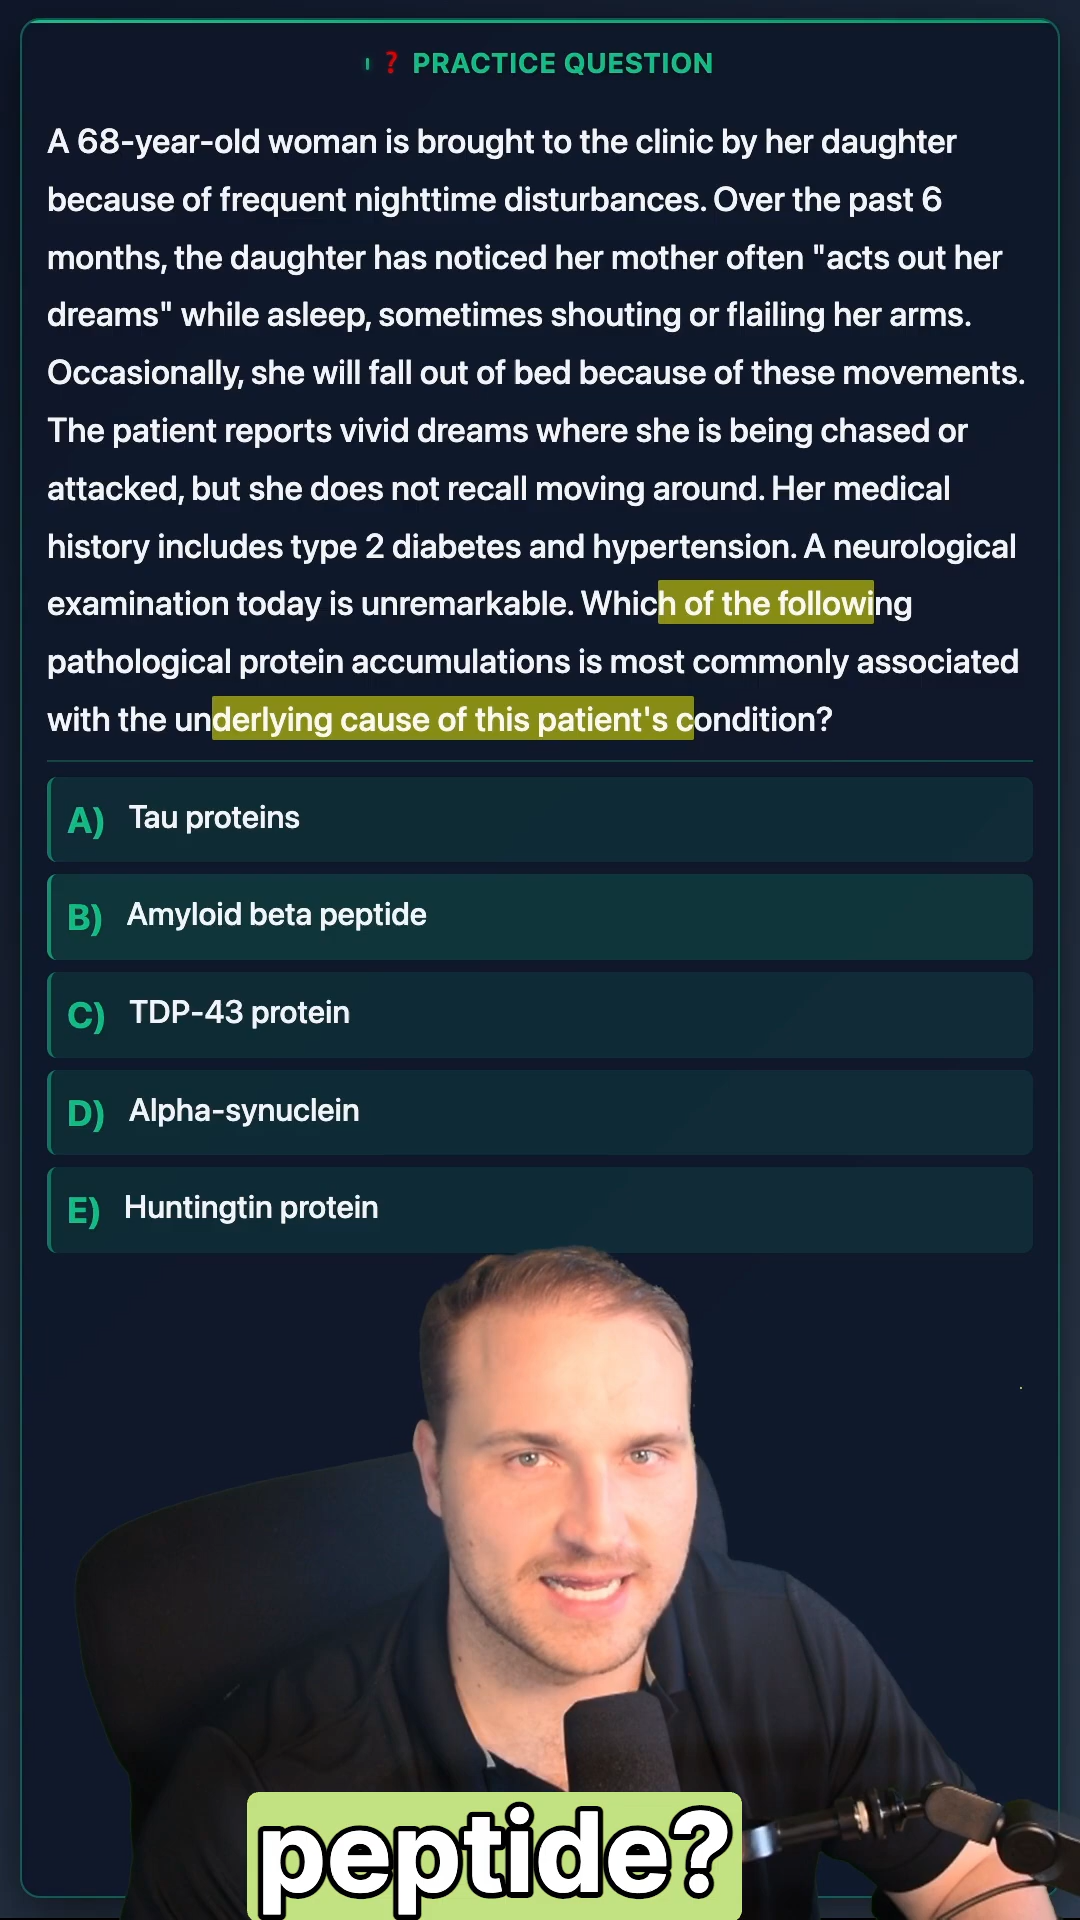 ❓ PRACTICE QUESTION
A 68-year-old woman is brought to the clinic by her daughter
because of frequent nighttime disturbances. Over the past 6
months, the daughter has noticed her mother often "acts out her
dreams" while asleep, sometimes shouting or flailing her arms.
Occasionally, she will fall out of bed because of these movements.
The patient reports vivid dreams where she is being chased or
attacked, but she does not recall moving around. Her medical
history includes type 2 diabetes and hypertension. A neurological
examination today is unremarkable. Which of the following
pathological protein accumulations is most commonly associated
with the underlying cause of this patient's condition?
A) Tau proteins
B) Amyloid beta peptide
C) TDP-43 protein
D) Alpha-synuclein
E) Huntingtin protein
peptide?